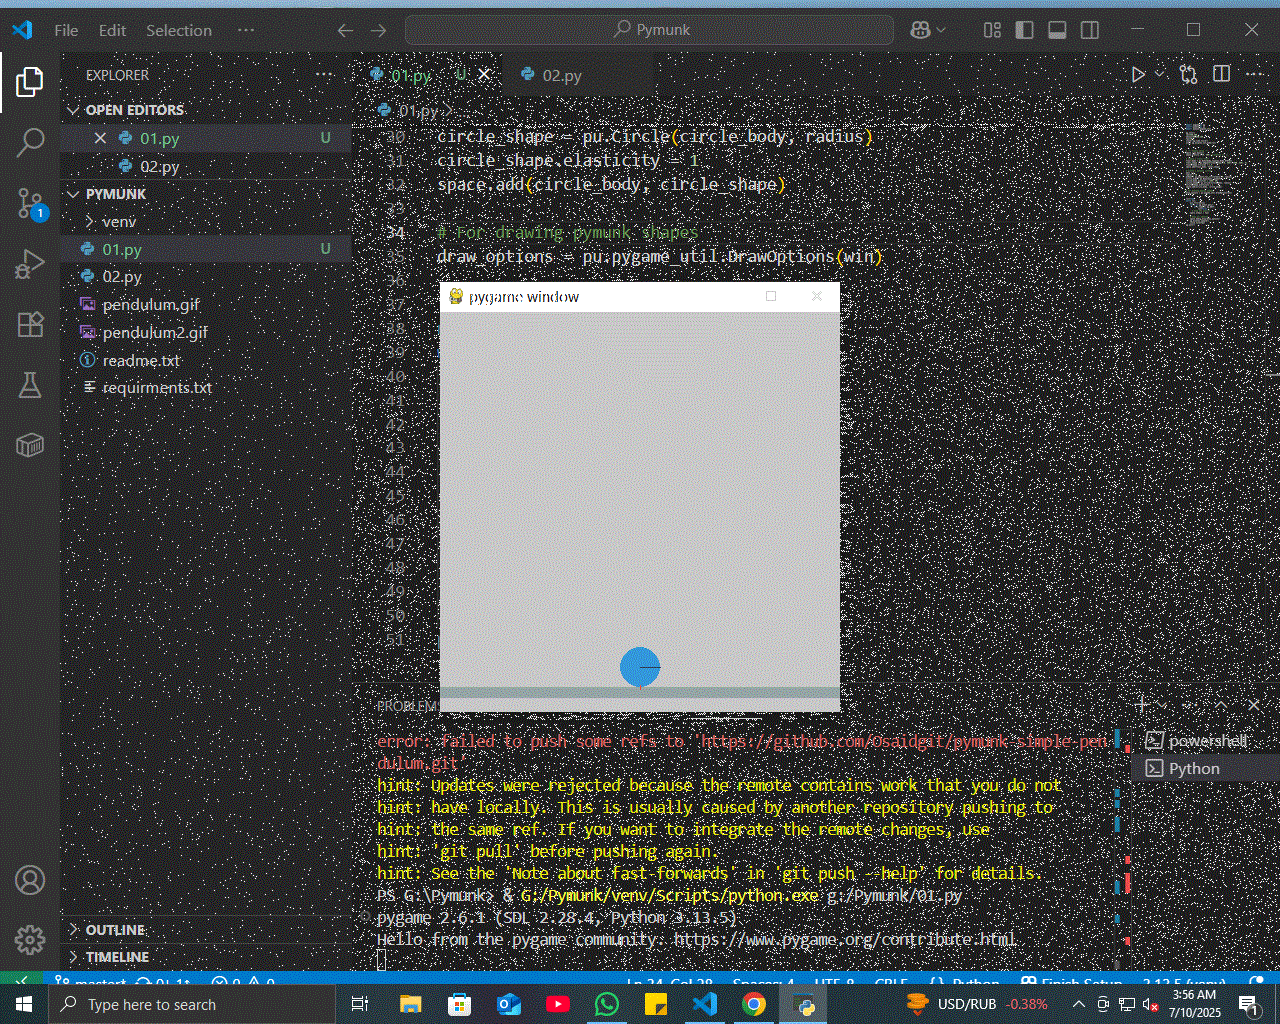 File Edit Selection ··· Pymunk
EXPLORER ···
OPEN EDITORS
01.py U
02.py
PYMUNK
venv
01.py U
02.py
pendulum.gif
pendulum2.gif
readme.txt
requirments.txt
OUTLINE
TIMELINE
01.py U
02.py
01.py
30 circle_shape = pu.Circle(circle_body, radius)
31 circle_shape.elasticity = 1
32 space.add(circle_body, circle_shape)
33
34 # For drawing pymunk shapes
35 draw_options = pu.pygame_util.DrawOptions(win)
36
37
38
39
40
41
42
43
44
45
46
47
48
49
50
51
pygame window
PROBLEM
error: failed to push some refs to 'https://github.com/Osaidgit/pymunk-simple-pen
dulum.git'
hint: Updates were rejected because the remote contains work that you do not
hint: have locally. This is usually caused by another repository pushing to
hint: the same ref. If you want to integrate the remote changes, use
hint: 'git pull' before pushing again.
hint: See the 'Note about fast-forwards' in 'git push --help' for details.
PS G:\Pymunk> & G:/Pymunk/venv/Scripts/python.exe g:/Pymunk/01.py
pygame 2.6.1 (SDL 2.28.4, Python 3.13.5)
Hello from the pygame community. https://www.pygame.org/contribute.html
powershell
Python
Spaces: 4 UTF-8 CRLF {} Python Finish Setup 3.13.5 (venv)
Type here to search
USD/RUB -0.38%
3:56 AM
7/10/2025
1